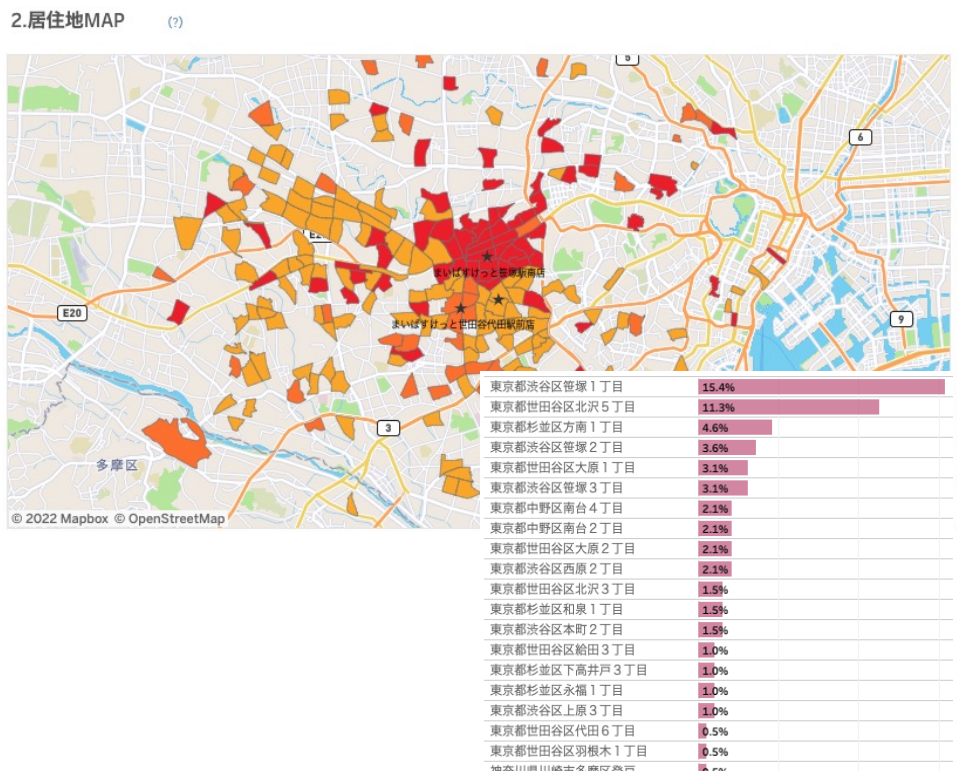 2.居住地MAP
(?)
5
6
E20
9
まいばすけっと笹塚駅南店
まいばすけっと世田谷代田駅前店
3
多摩区
© 2022 Mapbox © OpenStreetMap
東京都渋谷区笹塚1丁目 15.4%
東京都世田谷区北沢5丁目 11.3%
東京都杉並区方南1丁目 4.6%
東京都渋谷区笹塚2丁目 3.6%
東京都世田谷区大原1丁目 3.1%
東京都渋谷区笹塚3丁目 3.1%
東京都中野区南台4丁目 2.1%
東京都中野区南台2丁目 2.1%
東京都世田谷区大原2丁目 2.1%
東京都渋谷区西原2丁目 2.1%
東京都世田谷区北沢3丁目 1.5%
東京都杉並区和泉1丁目 1.5%
東京都渋谷区本町2丁目 1.5%
東京都世田谷区給田3丁目 1.0%
東京都杉並区下高井戸3丁目 1.0%
東京都杉並区永福1丁目 1.0%
東京都渋谷区上原3丁目 1.0%
東京都世田谷区代田6丁目 0.5%
東京都世田谷区羽根木1丁目 0.5%